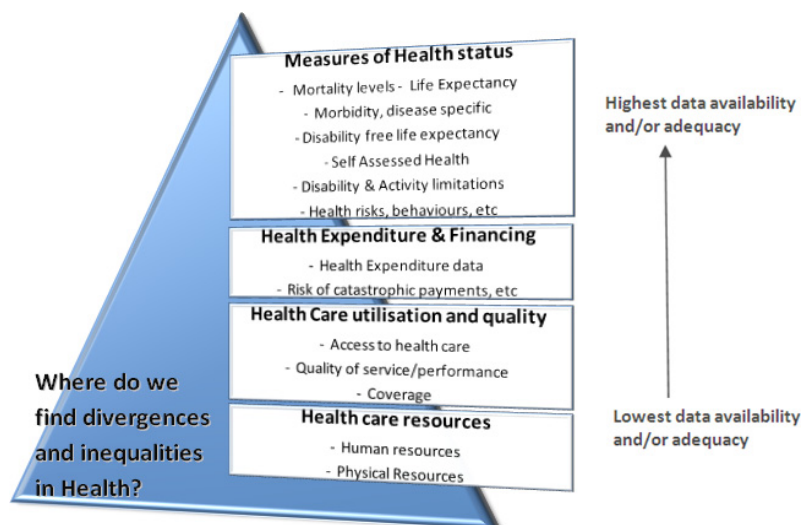 Measures of Health status
- Mortality levels - Life Expectancy
- Morbidity, disease specific
- Disability free life expectancy
- Self Assessed Health
- Disability & Activity limitations
- Health risks, behaviours, etc
Health Expenditure & Financing
- Health Expenditure data
- Risk of catastrophic payments, etc
Health Care utilisation and quality
- Access to health care
- Quality of service/performance
- Coverage
Health care resources
- Human resources
- Physical Resources
Where do we
find divergences
and inequalities
in Health?
Highest data availability
and/or adequacy
Lowest data availability
and/or adequacy